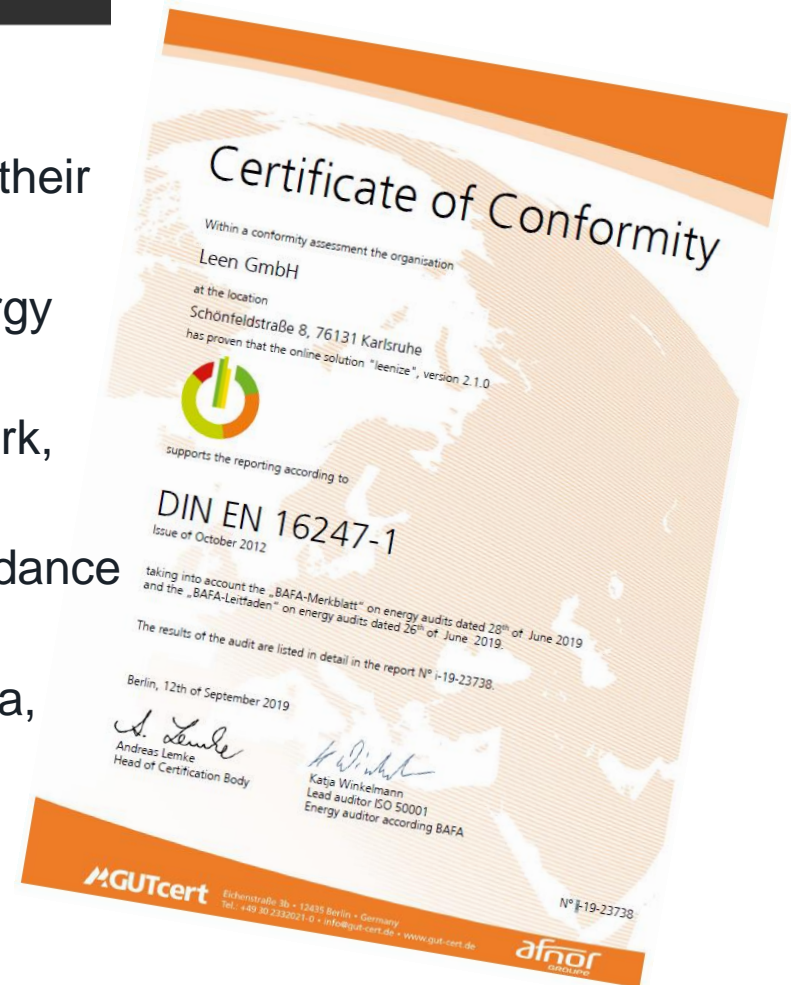 their
rgy
rk,
dance
a,
Certificate of Conformity
Within a conformity assessment the organisation
Leen GmbH
at the location
Schönfeldstraße 8, 76131 Karlsruhe
has proven that the online solution "leenize", version 2.1.0
supports the reporting according to
DIN EN 16247-1
Issue of October 2012
taking into account the „BAFA-Merkblatt" on energy audits dated 28th of June 2019
and the „BAFA-Leitfaden" on energy audits dated 26th of June 2019.
The results of the audit are listed in detail in the report N° i-19-23738.
Berlin, 12th of September 2019
A. Lemke
Andreas Lemke
Head of Certification Body
Katja Winkelmann
Lead auditor ISO 50001
Energy auditor according BAFA
GUTcert
Eichenstraße 3b • 12435 Berlin • Germany
Tel.: +49 30 2332021-0 • info@gut-cert.de • www.gut-cert.de
N° i-19-23738
afnor
GROUPE